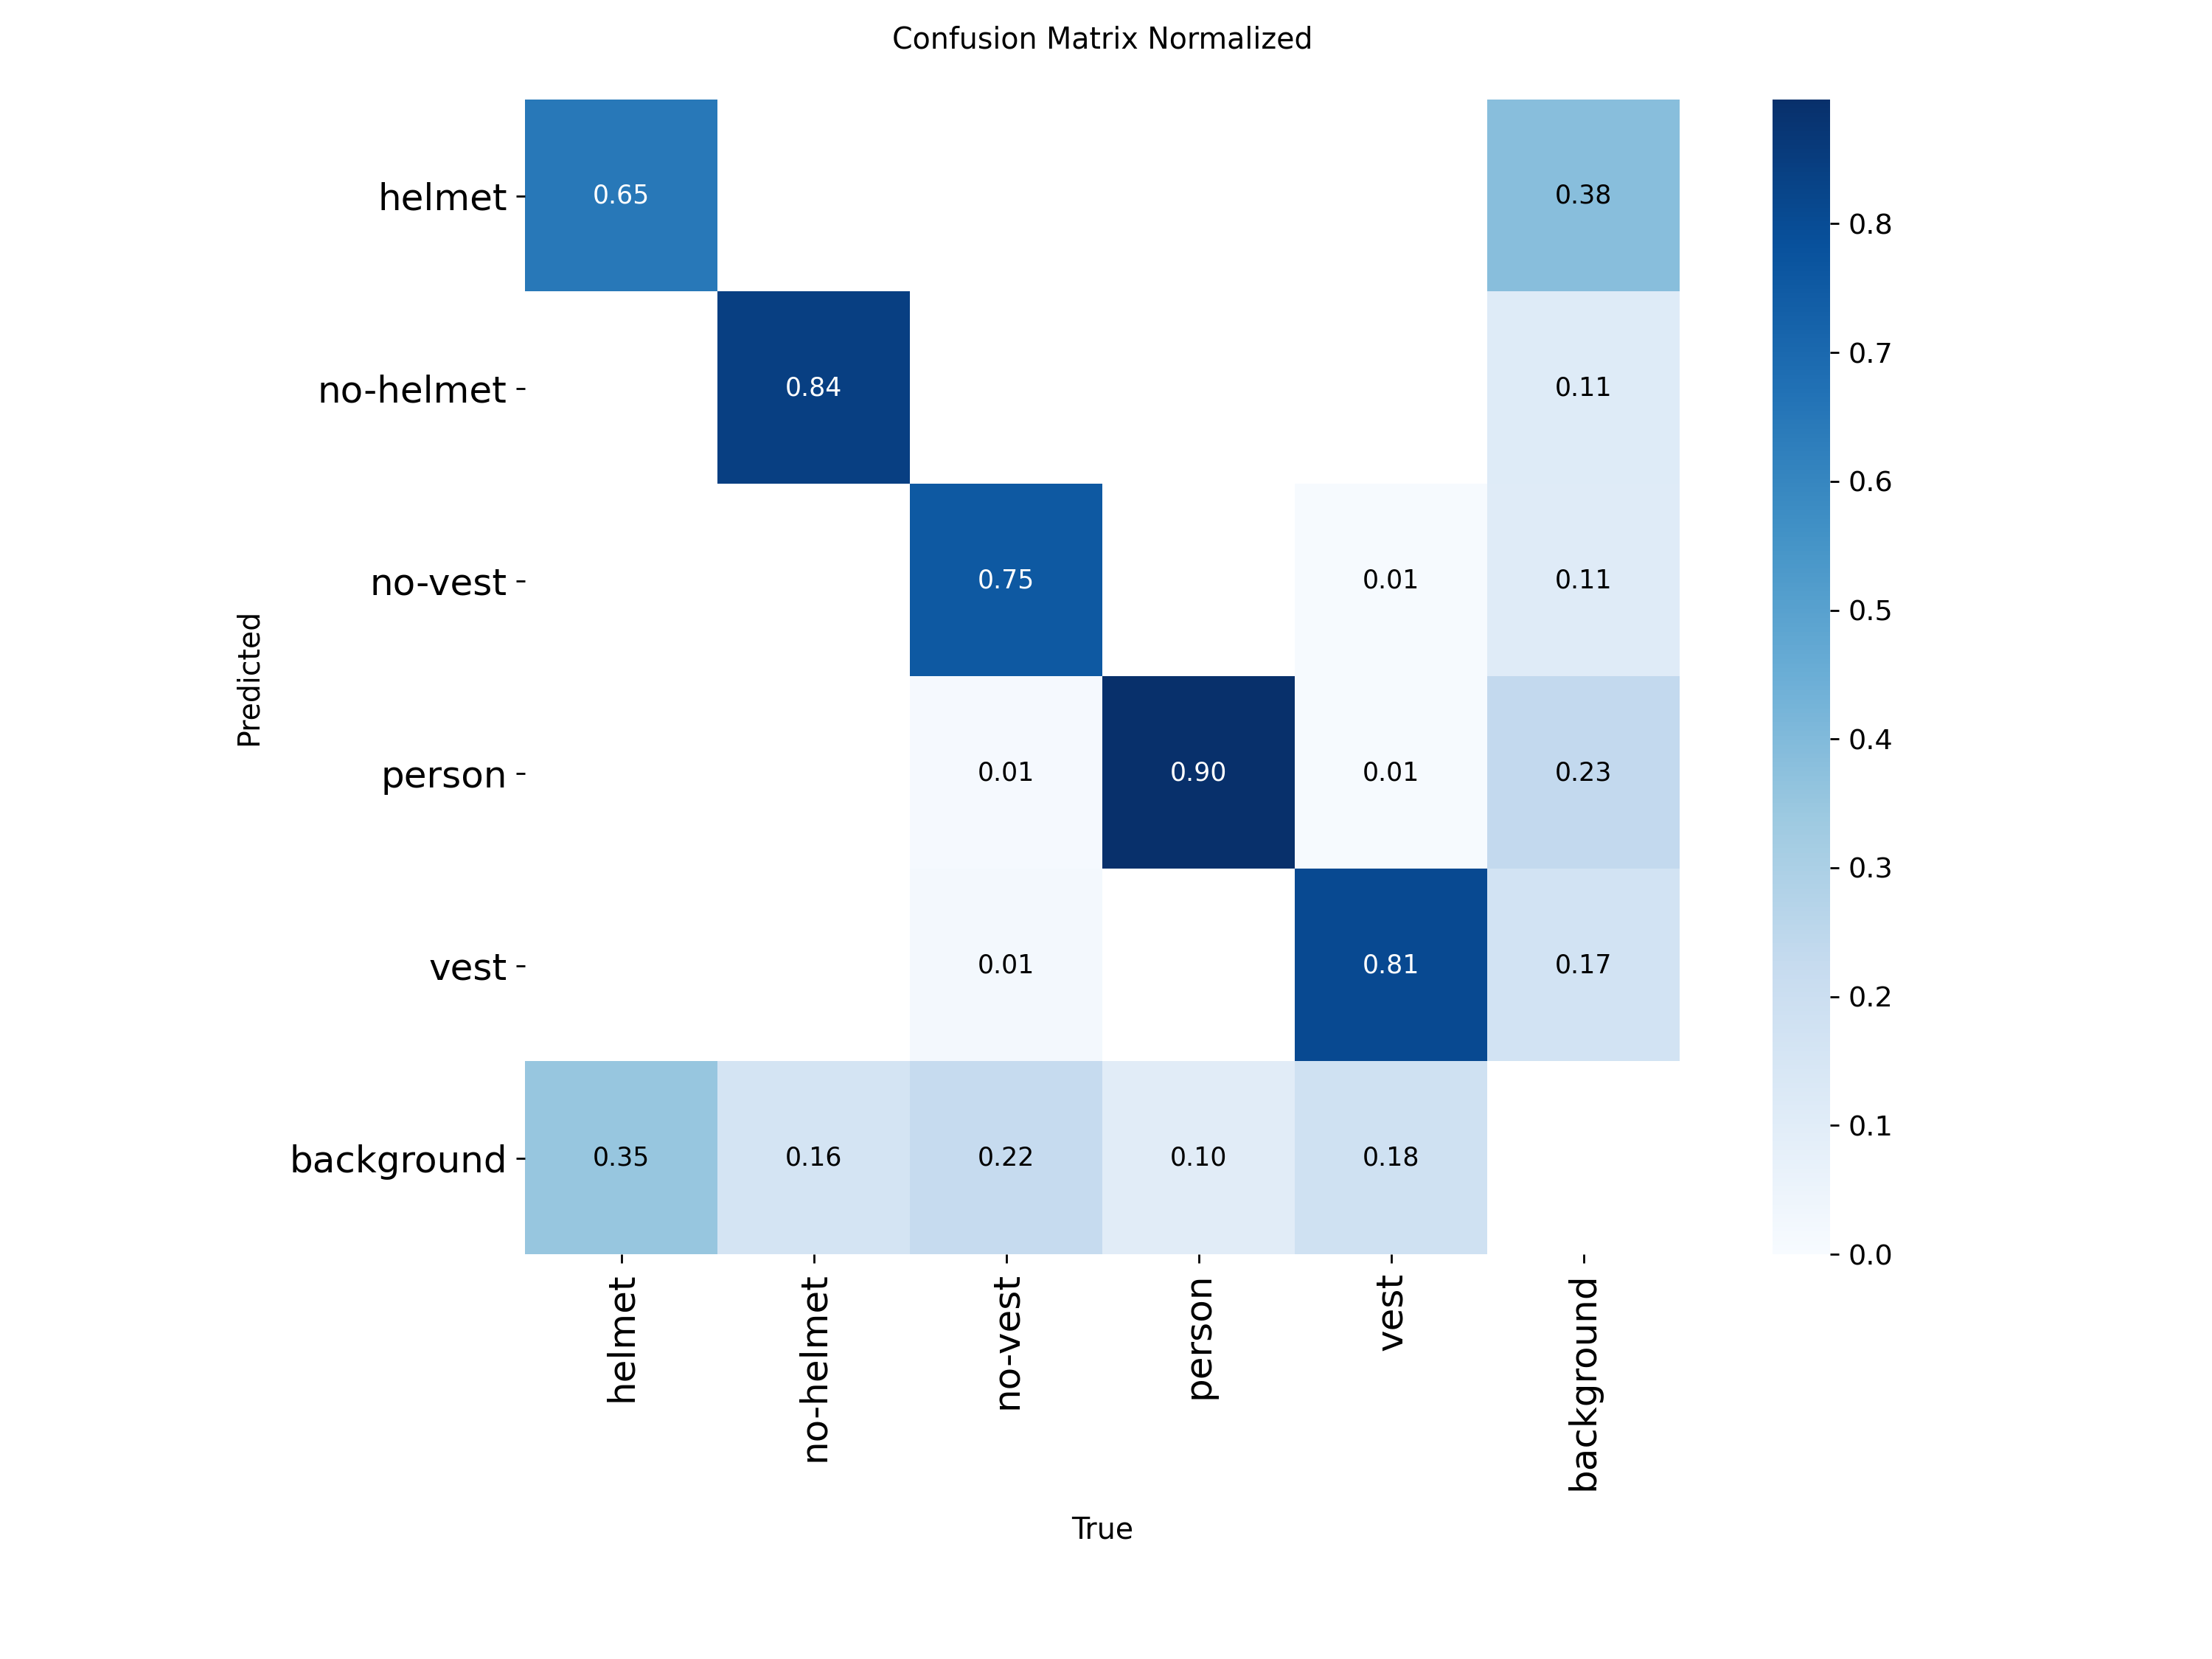 Confusion Matrix Normalized
helmet 0.65 0.38 0.8
no-helmet 0.84 0.11 0.7
0.6
no-vest 0.75 0.01 0.11 0.5
Predicted
person 0.01 0.90 0.01 0.23 0.4
0.3
vest 0.01 0.81 0.17 0.2
background 0.35 0.16 0.22 0.10 0.18 0.1
0.0
helmet
no-helmet
no-vest
person
vest
background
True